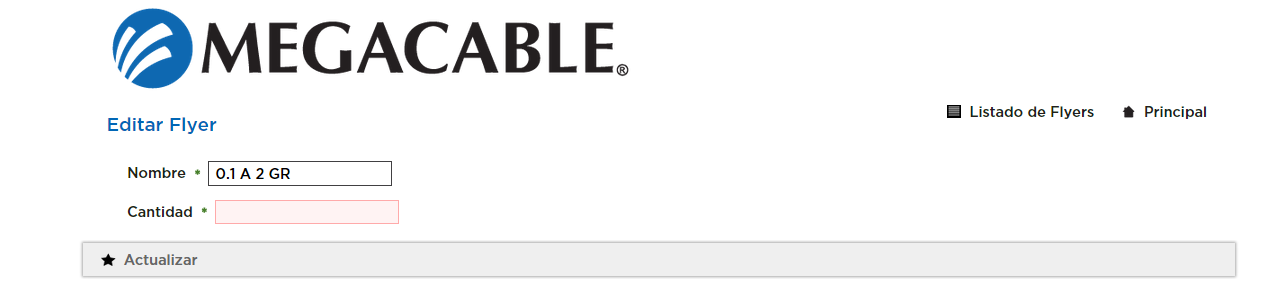 MEGACABLE®
Listado de Flyers Principal
Editar Flyer
Nombre * 0.1 A 2 GR
Cantidad *
Actualizar